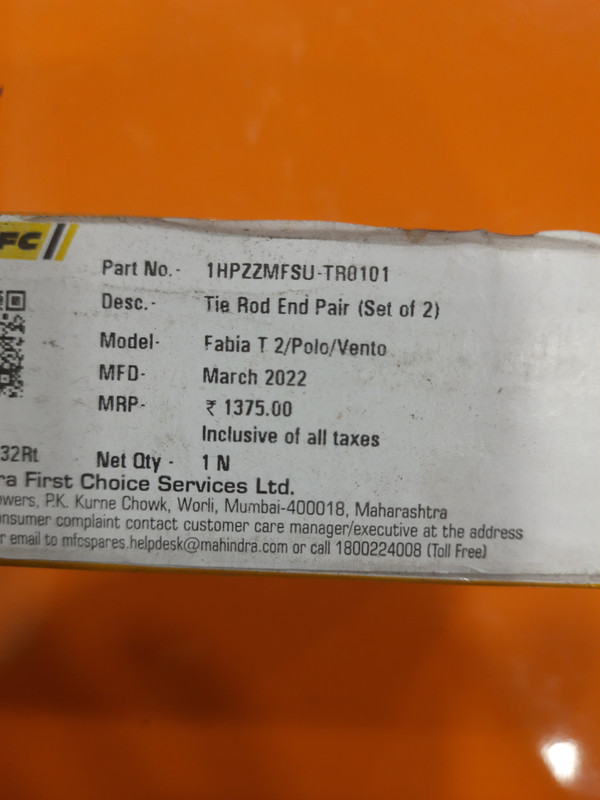 FC
Part No.- 1HPZZMFSU-TR0101
Desc.- Tie Rod End Pair (Set of 2)
Model- Fabia T 2/Polo/Vento
MFD- March 2022
MRP- ₹ 1375.00
Inclusive of all taxes
32Rt Net Qty - 1 N
ra First Choice Services Ltd.
owers, P.K. Kurne Chowk, Worli, Mumbai-400018, Maharashtra
onsumer complaint contact customer care manager/executive at the address
r email to mfcspares.helpdesk@mahindra.com or call 1800224008 (Toll Free)